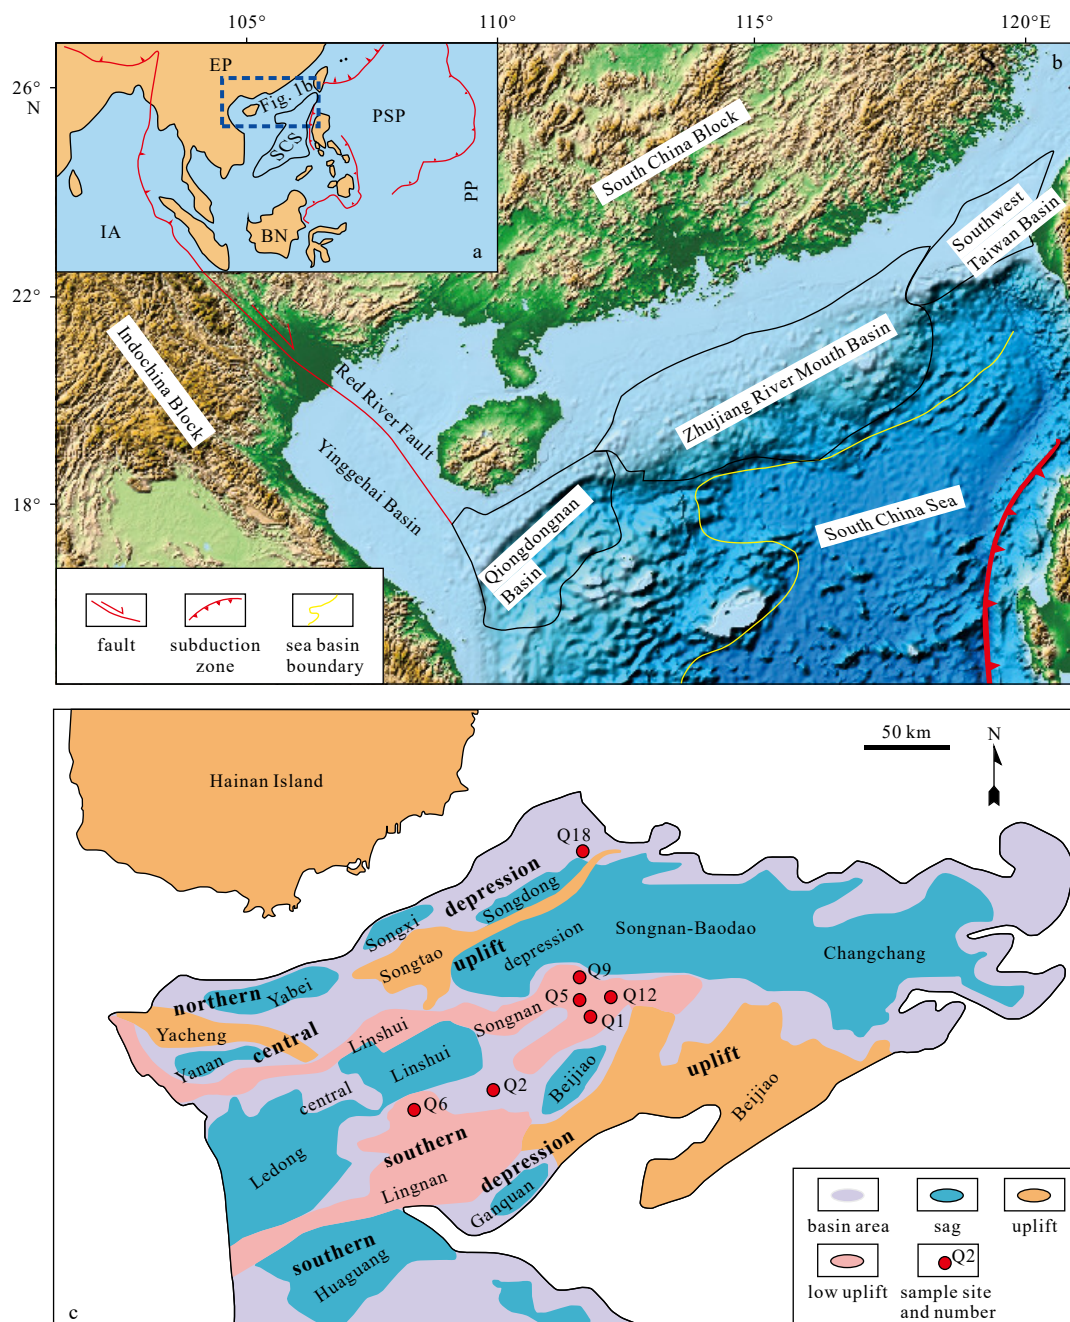 105°
110°
115°
120°E
26°
N
22°
18°
EP
Fig. 1b
PSP
SCS
PP
IA
BN
a
b
South China Block
Southwest
Taiwan Basin
Indochina Block
Red River Fault
Zhujiang River Mouth Basin
Yinggehai Basin
Qiongdongnan
Basin
South China Sea
fault
subduction
zone
sea basin
boundary
50 km
N
Hainan Island
Q18
depression
Songdong
Songxi
Songtao
uplift
depression
Songnan-Baodao
Changchang
northern
Yabei
Q9
Q5
Q12
Q1
Yacheng
central
Linshui
Songnan
Yanan
Linshui
central
Beijiao
uplift
Beijiao
Q2
Q6
southern
depression
Ledong
Lingnan
Ganquan
southern
Huaguang
basin area
sag
uplift
Q2
low uplift
sample site
and number
c